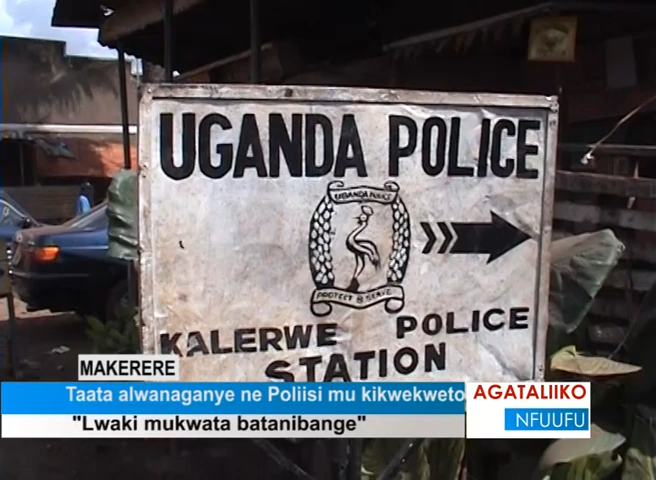 UGANDA POLICE
UGANDA POLICE
PROTECT & SERVE
KALERWE POLICE
STATION
MAKERERE
Taata alwanaganye ne Poliisi mu kikwekweto
"Lwaki mukwata batanibange"
AGATALIIKO
NFUUFU